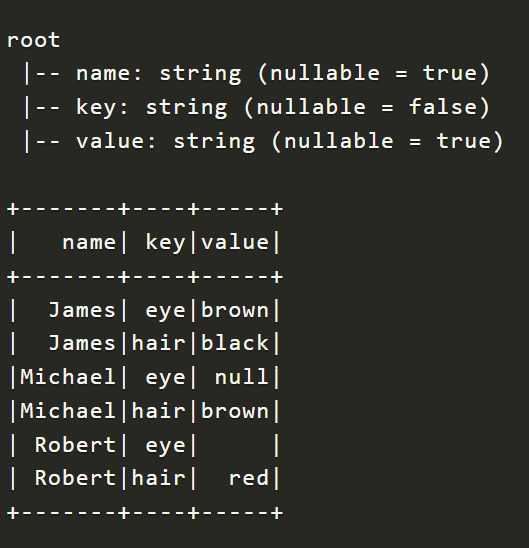 root
 |-- name: string (nullable = true)
 |-- key: string (nullable = false)
 |-- value: string (nullable = true)

+-------+----+-----+
|   name| key|value|
+-------+----+-----+
|  James| eye|brown|
|  James|hair|black|
|Michael| eye| null|
|Michael|hair|brown|
| Robert| eye|     |
| Robert|hair|  red|
+-------+----+-----+